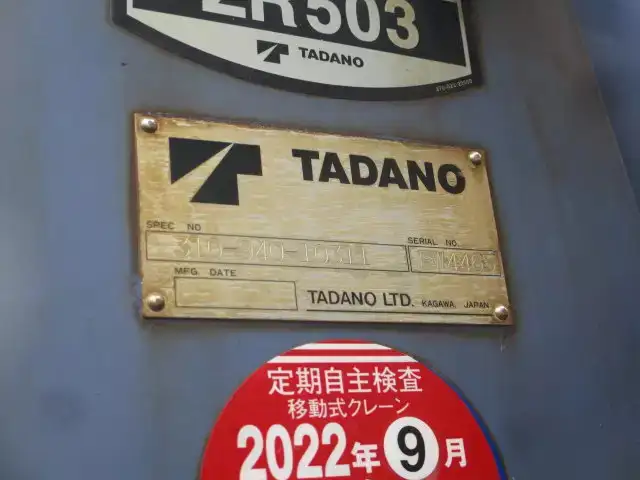 ZR503
TADANO
TADANO
SPEC NO
SERIAL NO.
MFG. DATE
TADANO LTD. KAGAWA, JAPAN
定期自主検査
移動式クレーン
2022年9月